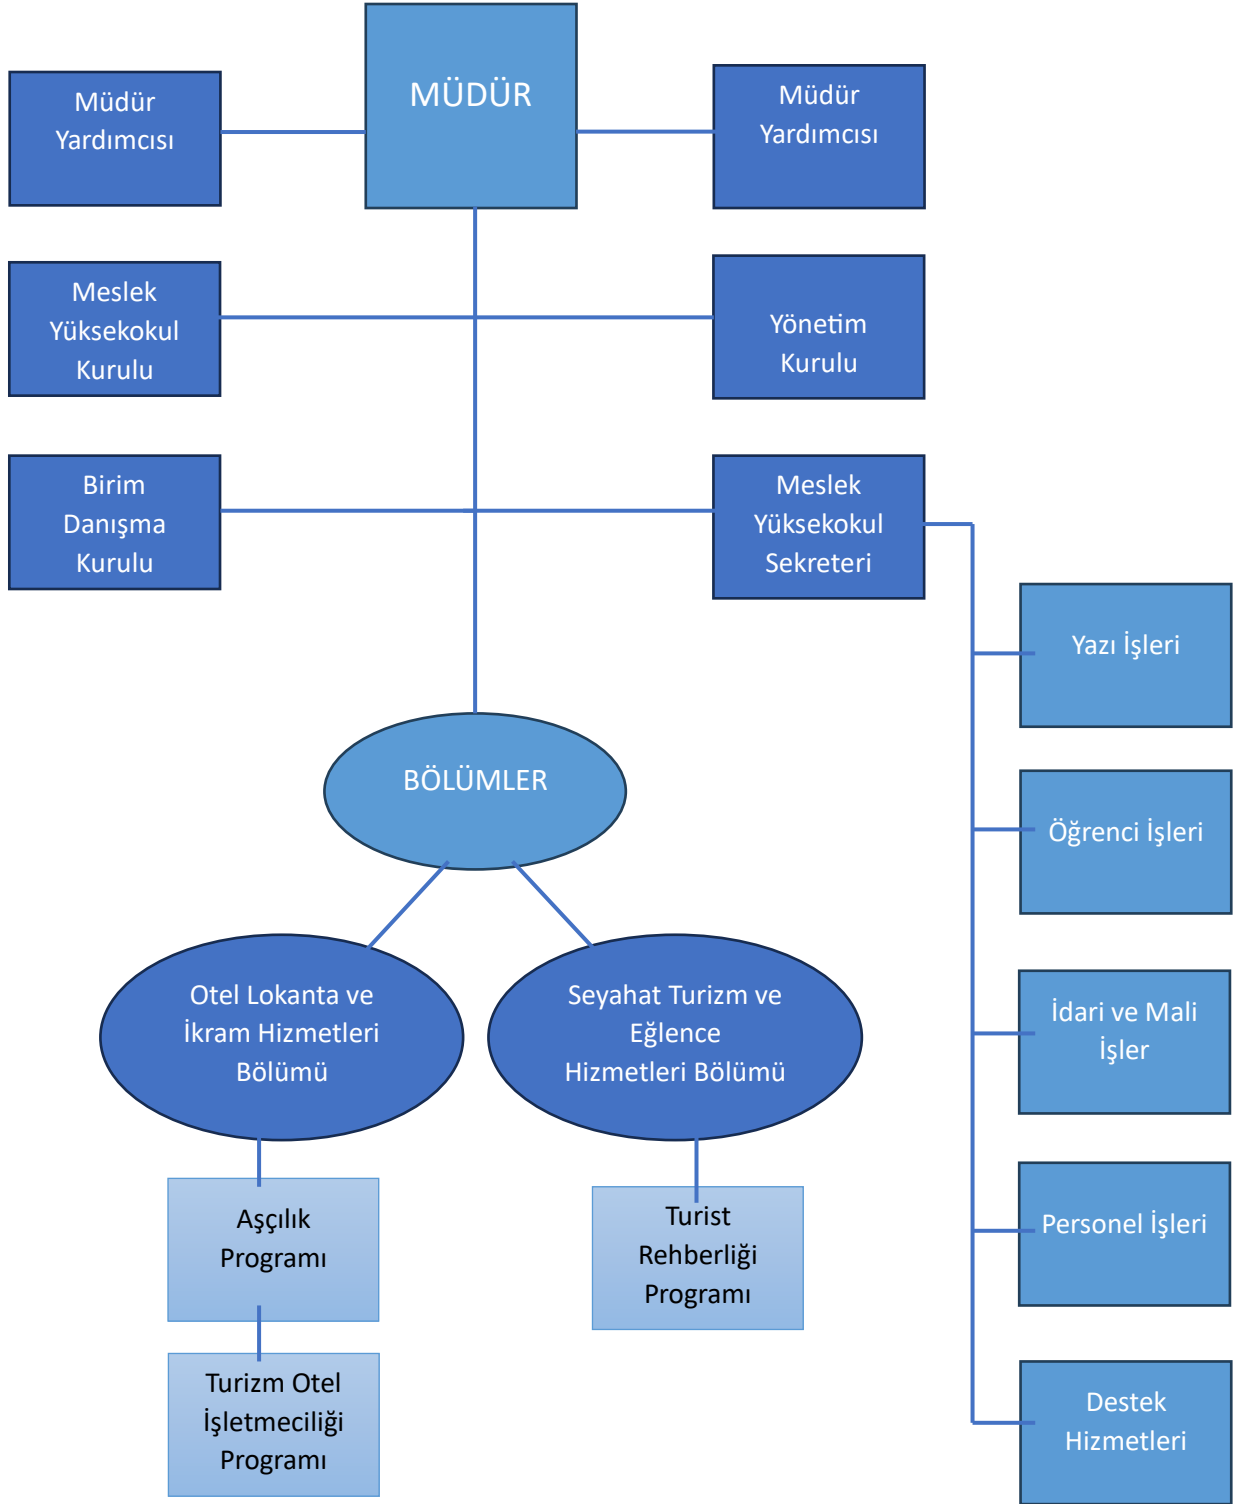 MÜDÜR
Müdür
Yardımcısı
Müdür
Yardımcısı
Meslek
Yüksekokul
Kurulu
Yönetim
Kurulu
Birim
Danışma
Kurulu
Meslek
Yüksekokul
Sekreteri
Yazı İşleri
Öğrenci İşleri
İdari ve Mali
İşler
Personel İşleri
Destek
Hizmetleri
BÖLÜMLER
Otel Lokanta ve
İkram Hizmetleri
Bölümü
Seyahat Turizm ve
Eğlence
Hizmetleri Bölümü
Aşçılık
Programı
Turizm Otel
İşletmeciliği
Programı
Turist
Rehberliği
Programı